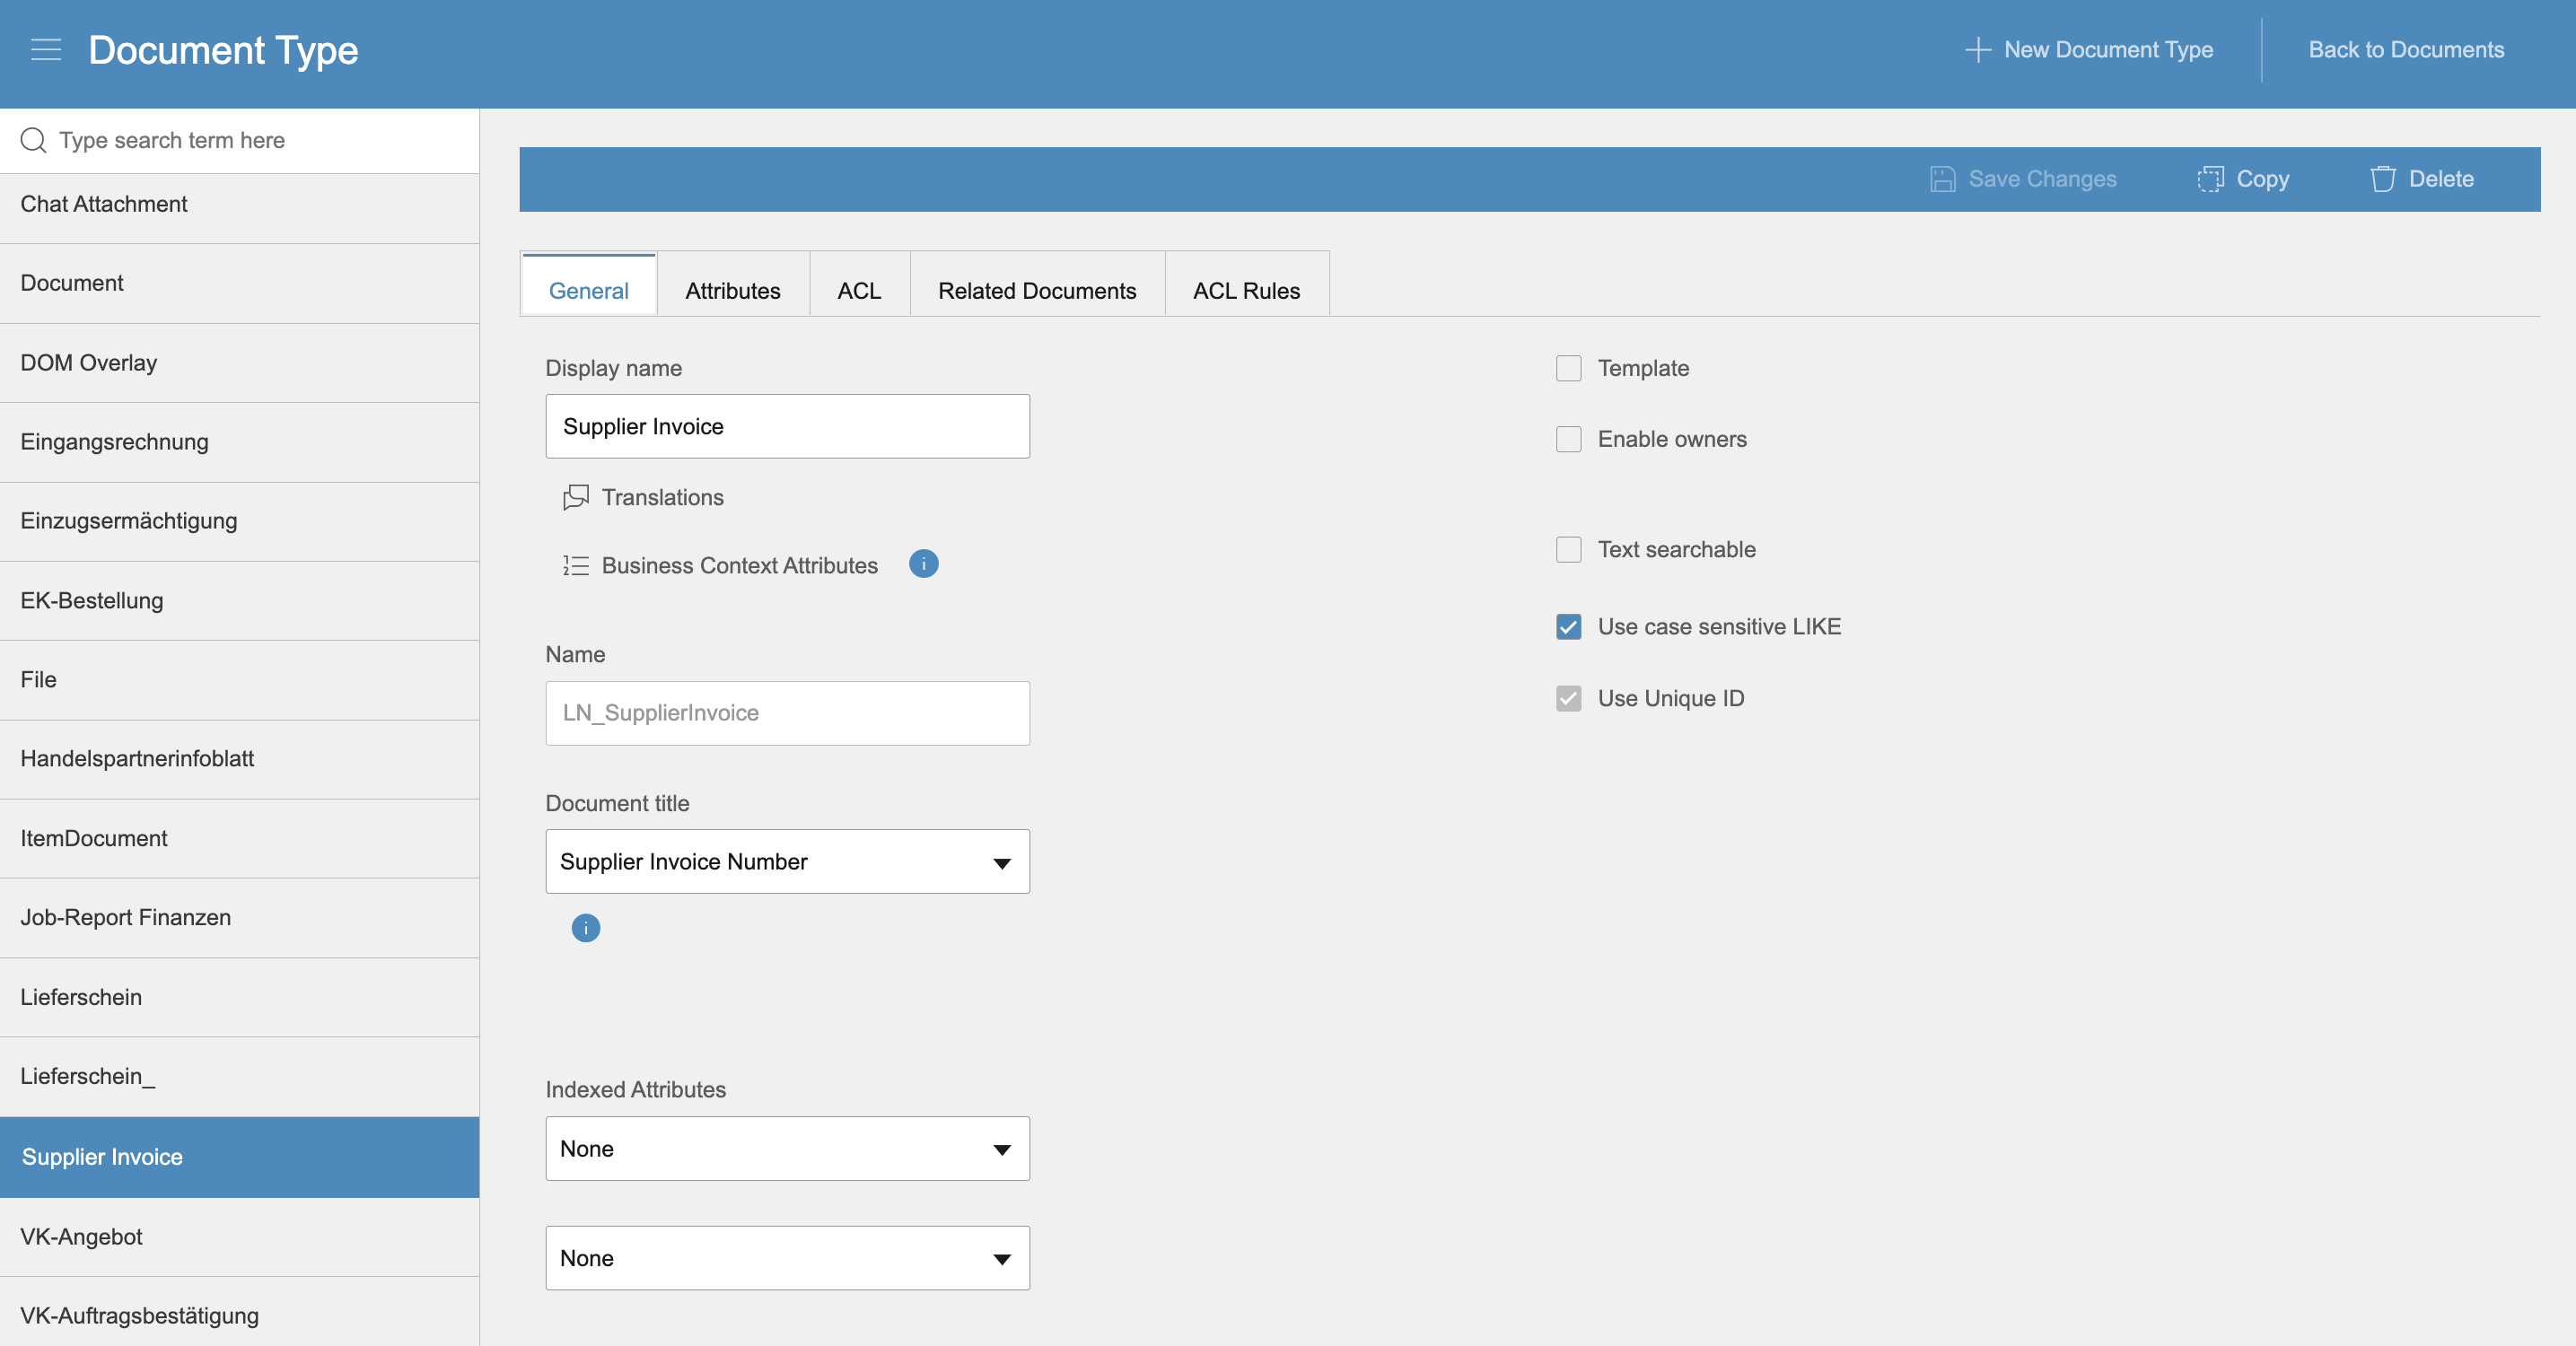 Document Type
New Document Type
Back to Documents
Type search term here
Chat Attachment
Document
DOM Overlay
Eingangsrechnung
Einzugsermächtigung
EK-Bestellung
File
Handelspartnerinfoblatt
ItemDocument
Job-Report Finanzen
Lieferschein
Lieferschein_
Supplier Invoice
VK-Angebot
VK-Auftragsbestätigung
Save Changes
Copy
Delete
General
Attributes
ACL
Related Documents
ACL Rules
Display name
Supplier Invoice
Translations
Business Context Attributes
i
Name
LN_SupplierInvoice
Document title
Supplier Invoice Number
i
Indexed Attributes
None
None
Template
Enable owners
Text searchable
Use case sensitive LIKE
Use Unique ID